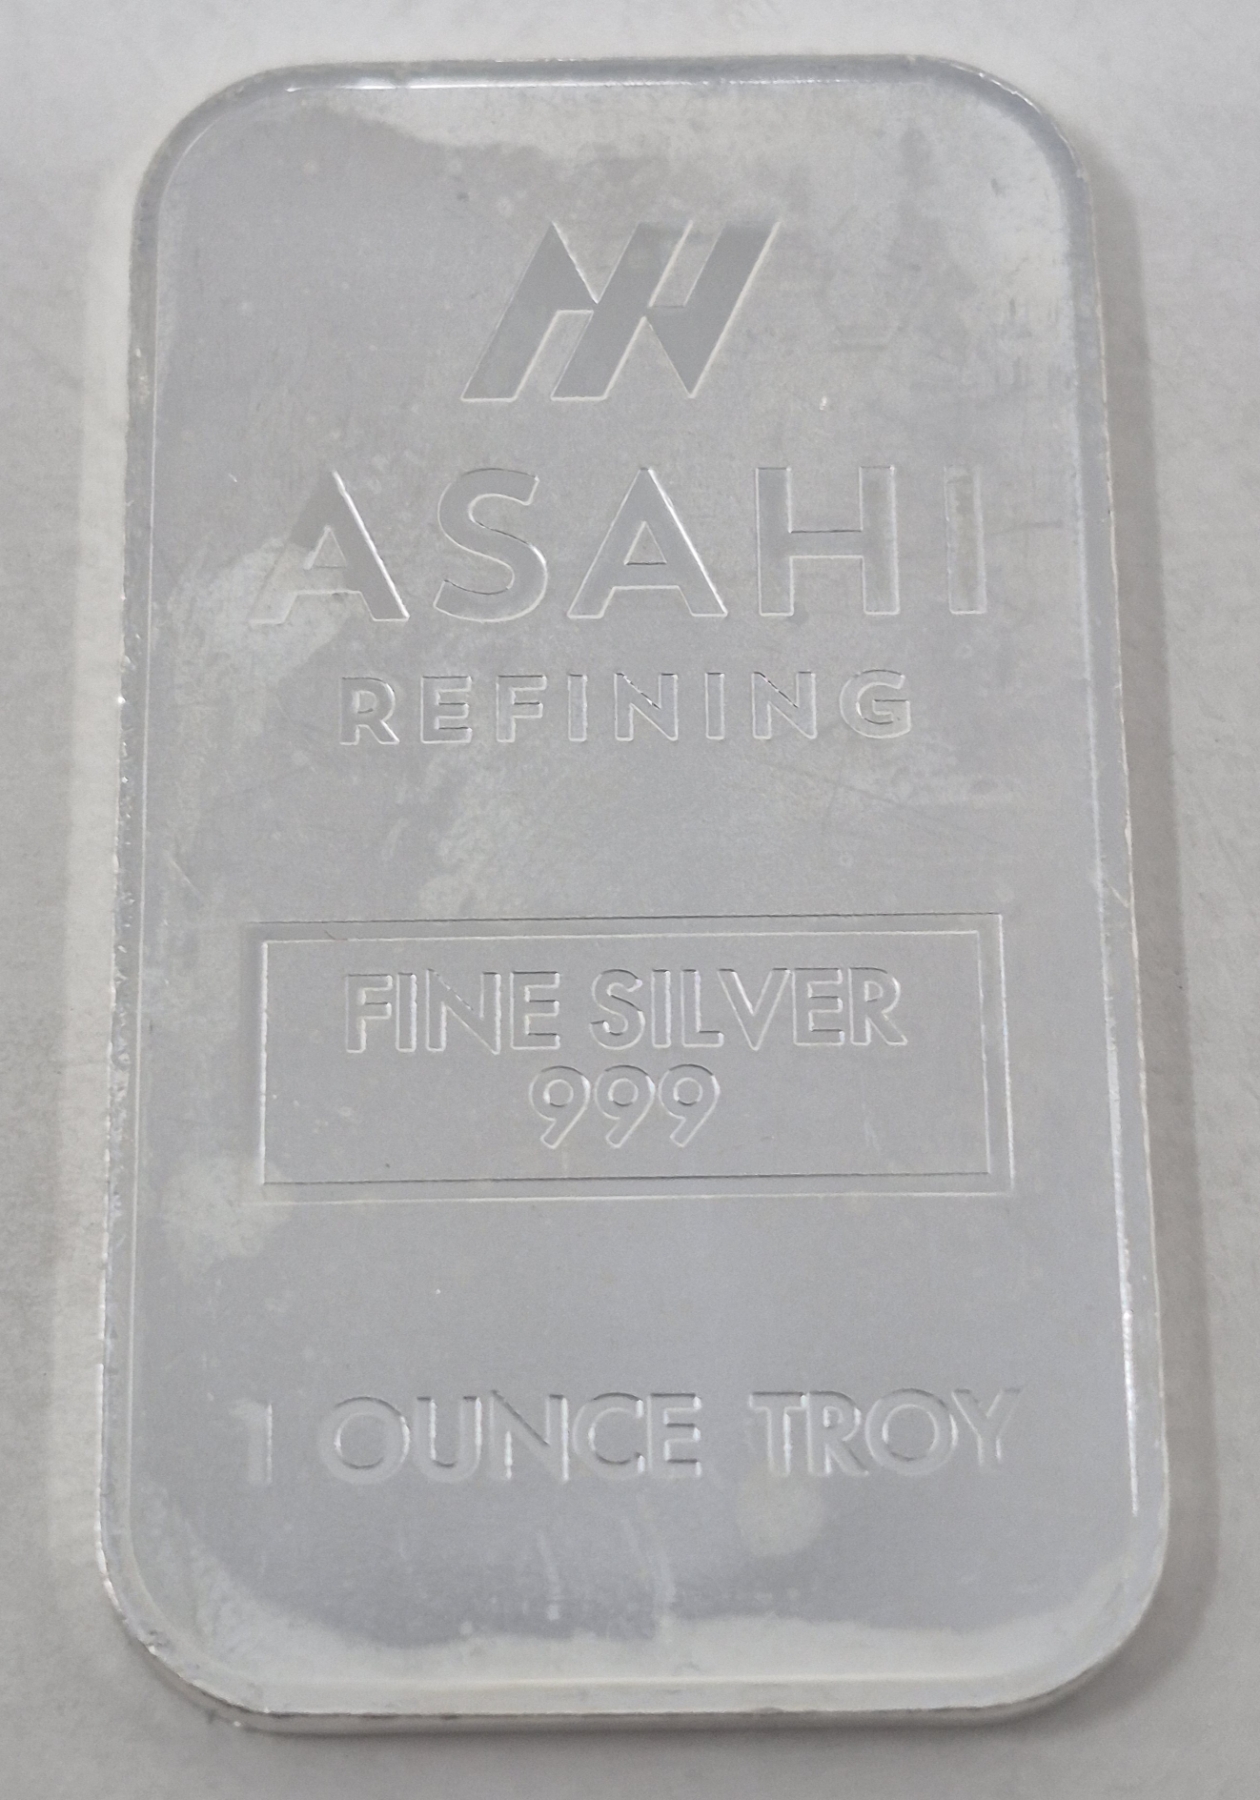 ASAHI
REFINING
FINE SILVER
999
1 OUNCE TROY